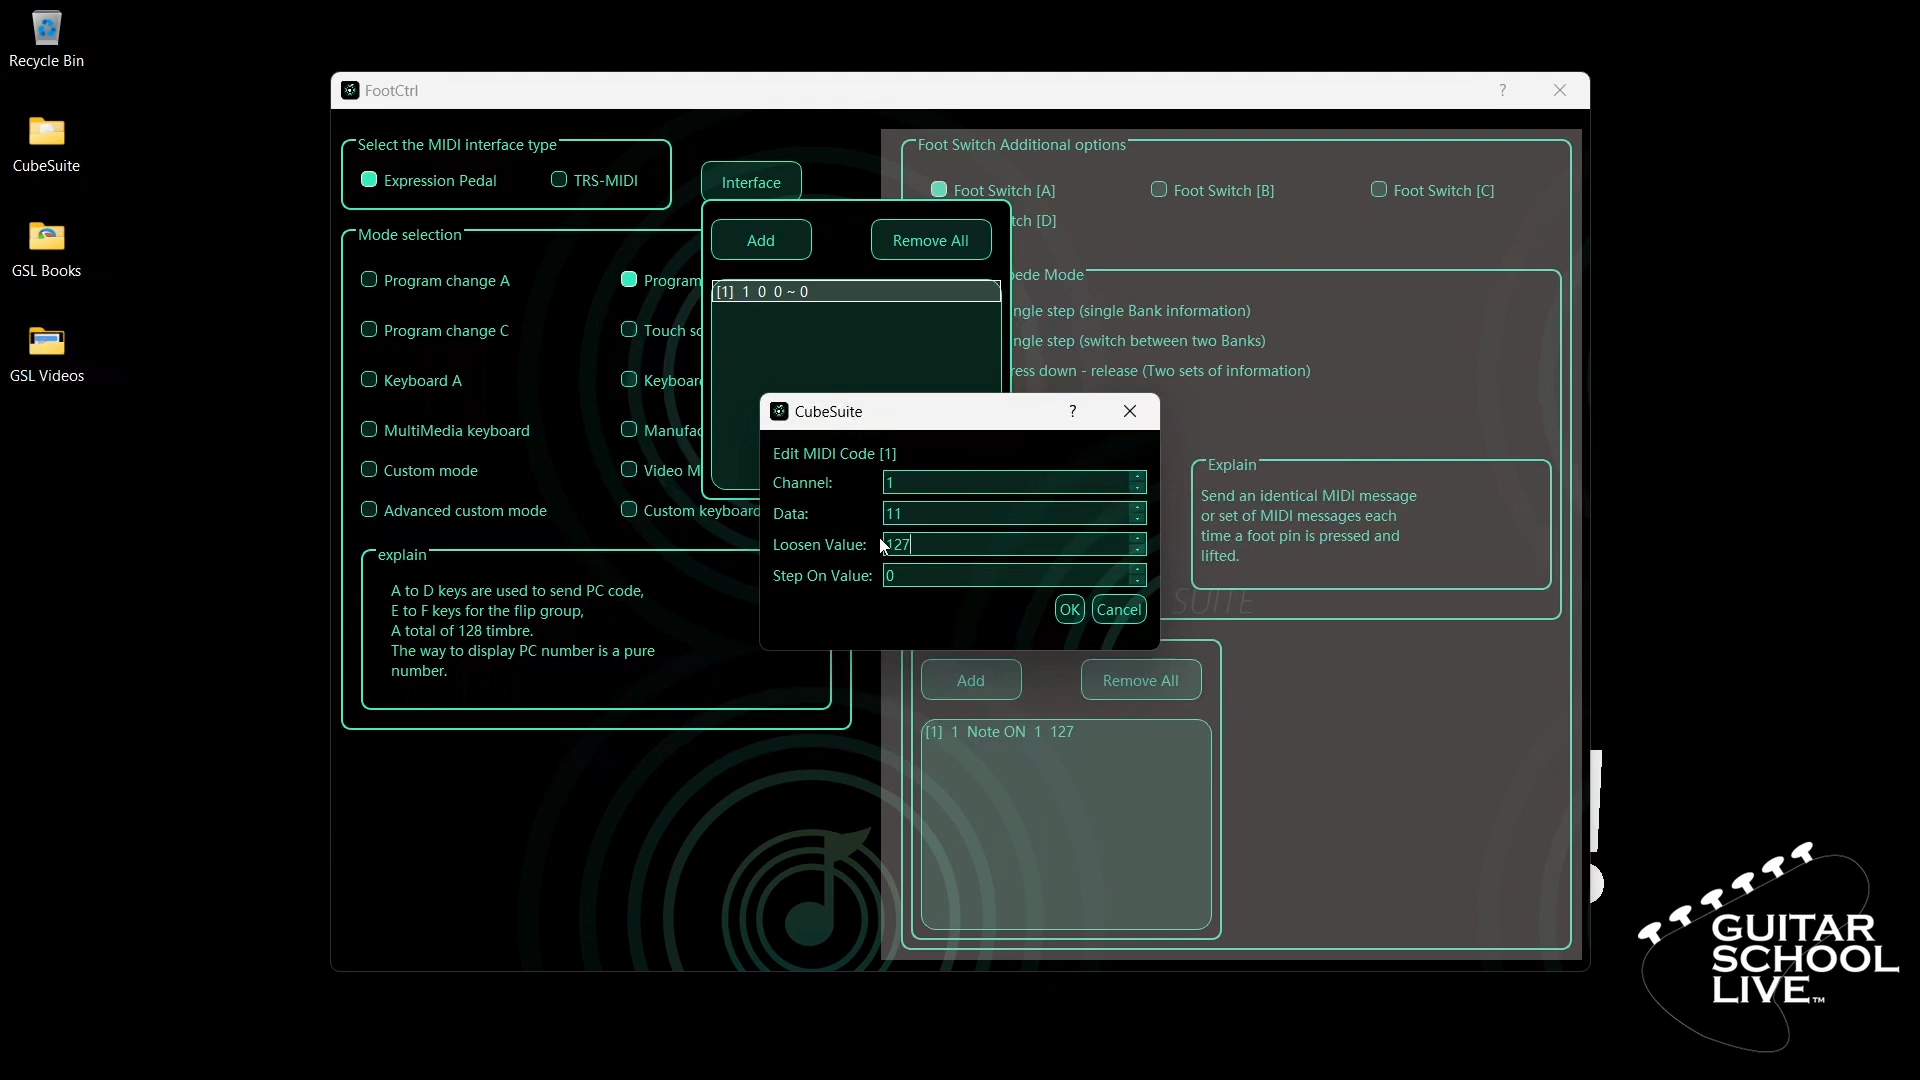 Recycle Bin
CubeSuite
GSL Books
GSL Videos
FootCtrl
?
Select the MIDI interface type
Expression Pedal
TRS-MIDI
Interface
Add
Remove All
[1] 1 0 0 ~ 0
Mode selection
Program change A
Program
Program change C
Touch
Keyboard A
MultiMedia keyboard
Custom mode
Video M
Advanced custom mode
Custom keyboard
explain
A to D keys are used to send PC code,
E to F keys for the flip group,
A total of 128 timbre.
The way to display PC number is a pure
number.
Foot Switch Additional options
Foot Switch [A]
Foot Switch [B]
Foot Switch [C]
tch [D]
ede Mode
ngle step (single Bank information)
ngle step (switch between two Banks)
ress down - release (Two sets of information)
Explain
Send an identical MIDI message
or set of MIDI messages each
time a foot pin is pressed and
lifted.
CubeSuite
?
Edit MIDI Code [1]
Channel: 1
Data: 11
Loosen Value: 127
Step On Value: 0
OK
Cancel
SUITE
Add
Remove All
[1] 1 Note ON 1 127
!
GUITAR
SCHOOL
LIVE™